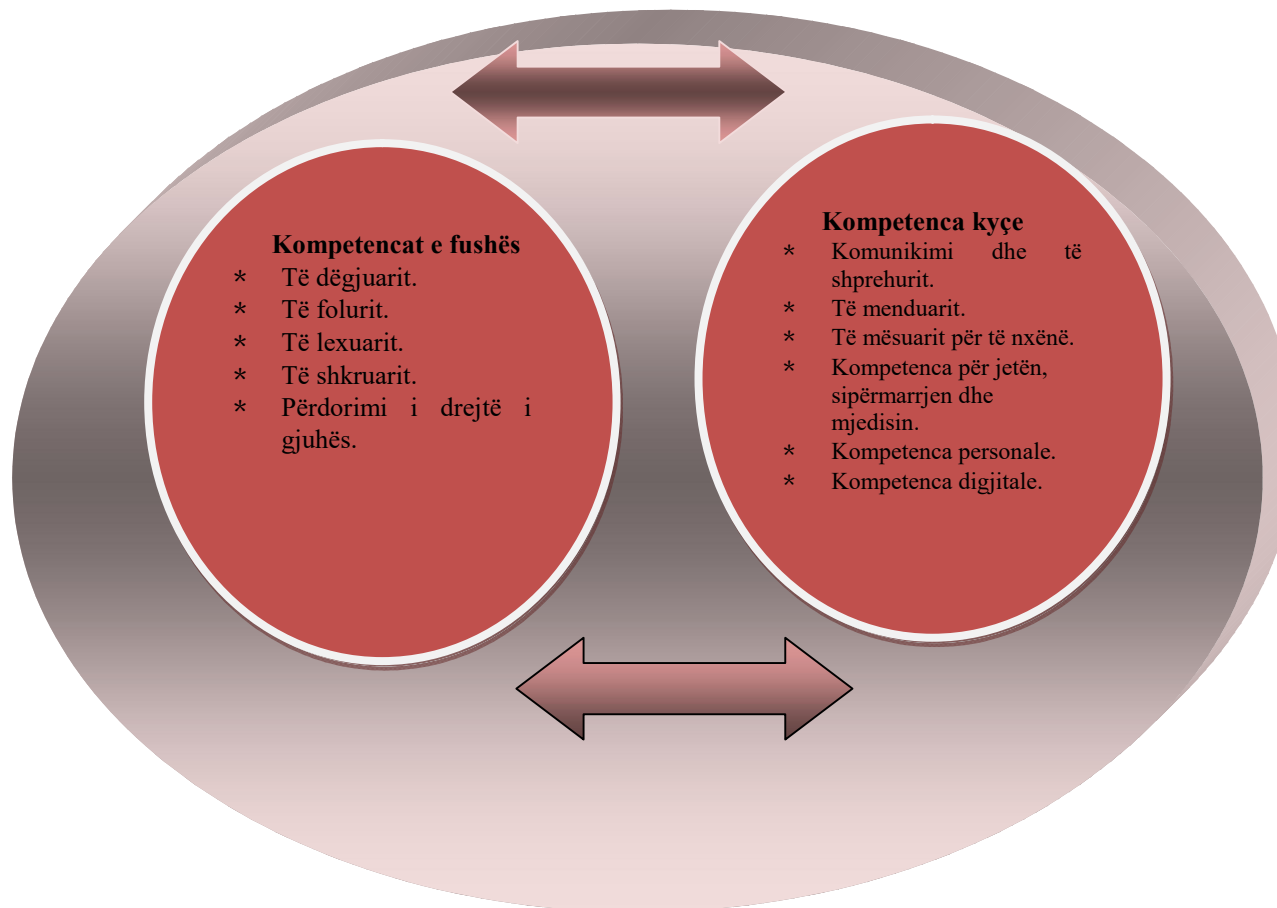 Kompetencat e fushës
* Të dëgjuarit.
* Të folurit.
* Të lexuarit.
* Të shkruarit.
* Përdorimi i drejtë i
gjuhës.
Kompetenca kyçe
* Komunikimi dhe të
shprehurit.
* Të menduarit.
* Të mësuarit për të nxënë.
* Kompetenca për jetën,
sipërmarrjen dhe
mjedisin.
* Kompetenca personale.
* Kompetenca digjitale.